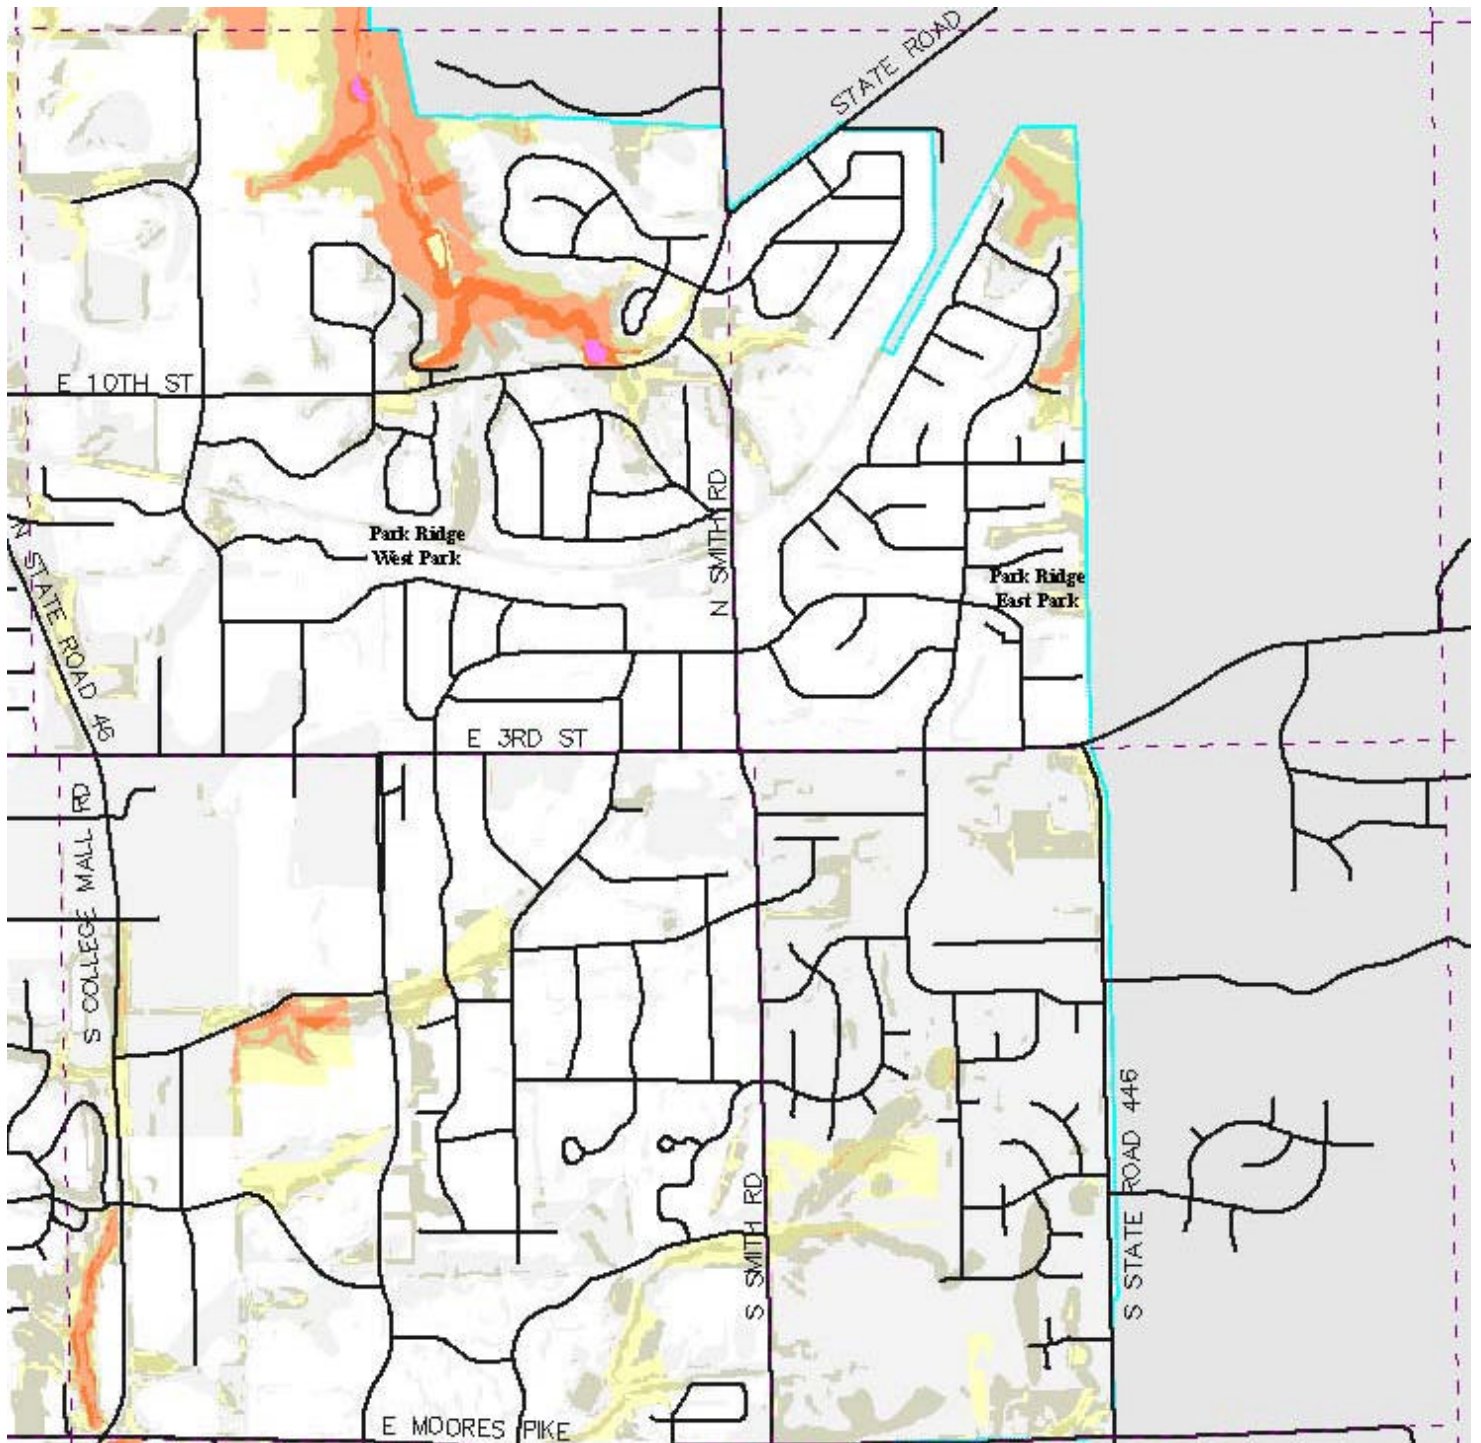 STATE ROAD
E 10TH ST
N SMITH RD
Park Ridge
West Park
Park Ridge
East Park
N STATE ROAD 46
E 3RD ST
S COLLEGE MALL RD
S SMITH RD
S STATE ROAD 446
E MOORES PIKE